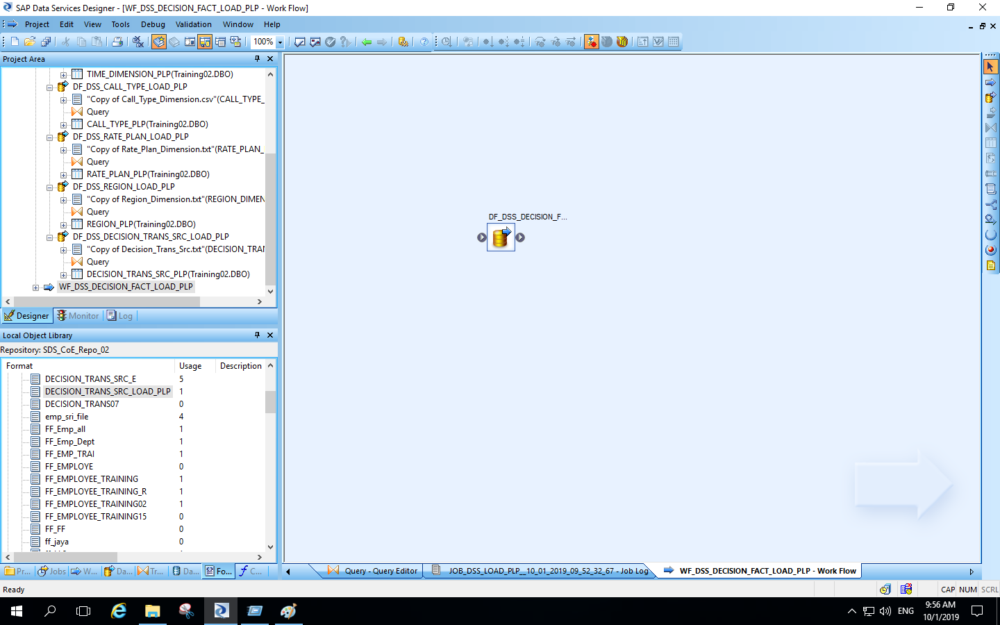 SAP Data Services Designer - [WF_DSS_DECISION_FACT_LOAD_PLP - Work Flow]
Project Edit View Tools Debug Validation Window Help
100%
Project Area
TIME_DIMENSION_PLP(Training02.DBO)
DF_DSS_CALL_TYPE_LOAD_PLP
"Copy of Call_Type_Dimension.csv"(CALL_TYPE_
Query
CALL_TYPE_PLP(Training02.DBO)
DF_DSS_RATE_PLAN_LOAD_PLP
"Copy of Rate_Plan_Dimension.txt"(RATE_PLAN_
Query
RATE_PLAN_PLP(Training02.DBO)
DF_DSS_REGION_LOAD_PLP
"Copy of Region_Dimension.txt"(REGION_DIMEN
Query
REGION_PLP(Training02.DBO)
DF_DSS_DECISION_TRANS_SRC_LOAD_PLP
"Copy of Decision_Trans_Src.txt"(DECISION_TRAN
Query
DECISION_TRANS_SRC_PLP(Training02.DBO)
WF_DSS_DECISION_FACT_LOAD_PLP
Designer Monitor Log
DF_DSS_DECISION_F...
Local Object Library
Repository: SDS_CoE_Repo_02
Format Usage Description
DECISION_TRANS_SRC_E 5
DECISION_TRANS_SRC_LOAD_PLP 1
DECISION_TRANS07 0
emp_sri_file 4
FF_Emp_all 1
FF_Emp_Dept 1
FF_EMP_TRAI 1
FF_EMPLOYE 0
FF_EMPLOYEE_TRAINING 1
FF_EMPLOYEE_TRAINING_R 1
FF_EMPLOYEE_TRAINING02 1
FF_EMPLOYEE_TRAINING15 0
FF_FF 0
ff_jaya 0
Pr... Jobs W... Da... Tr... Da... Fo... C...
Query - Query Editor JOB_DSS_LOAD_PLP__10_01_2019_09_52_32_67 - Job Log WF_DSS_DECISION_FACT_LOAD_PLP - Work Flow
Ready CAP NUM SCRL
ENG 9:56 AM
10/1/2019